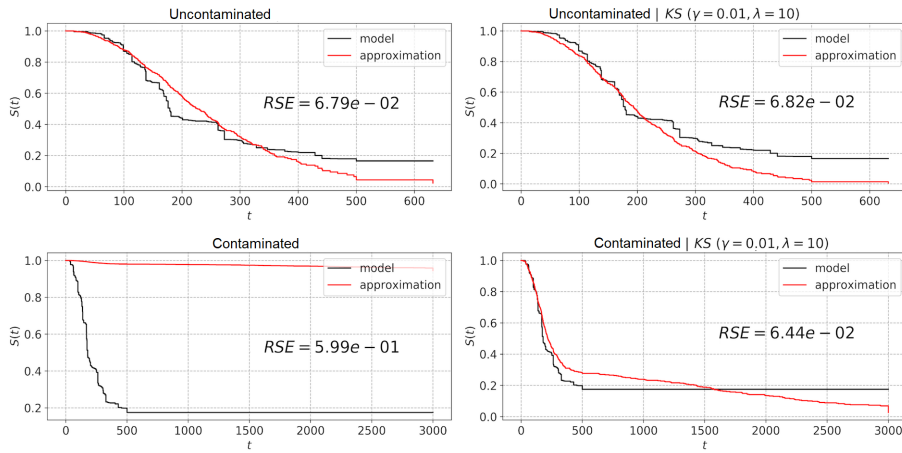 Uncontaminated
1.0
0.8
0.6
0.4
0.2
0.0
S(t)
model
approximation
RSE = 6.79e − 02
0 100 200 300 400 500 600
t
Uncontaminated | KS (γ = 0.01, λ = 10)
1.0
0.8
0.6
0.4
0.2
0.0
S(t)
model
approximation
RSE = 6.82e − 02
0 100 200 300 400 500 600
t
Contaminated
1.0
0.8
0.6
0.4
0.2
S(t)
model
approximation
RSE = 5.99e − 01
0 500 1000 1500 2000 2500 3000
t
Contaminated | KS (γ = 0.01, λ = 10)
1.0
0.8
0.6
0.4
0.2
0.0
S(t)
model
approximation
RSE = 6.44e − 02
0 500 1000 1500 2000 2500 3000
t